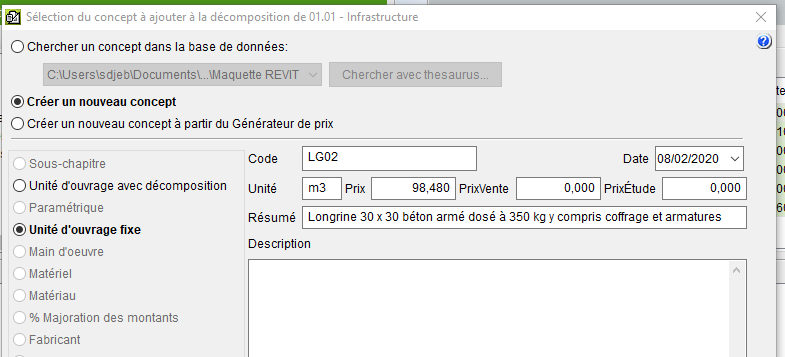 Sélection du concept à ajouter à la décomposition de 01.01 - Infrastructure
Chercher un concept dans la base de données:
C:\Users\sdjeb\Documents\...\Maquette REVIT
Chercher avec thesaurus...
Créer un nouveau concept
Créer un nouveau concept à partir du Générateur de prix
Sous-chapitre
Unité d'ouvrage avec décomposition
Paramétrique
Unité d'ouvrage fixe
Main d'oeuvre
Matériel
Matériau
% Majoration des montants
Fabricant
Code LG02 Date 08/02/2020
Unité m3 Prix 98,480 PrixVente 0,000 PrixÉtude 0,000
Résumé Longrine 30 x 30 béton armé dosé à 350 kg y compris coffrage et armatures
Description